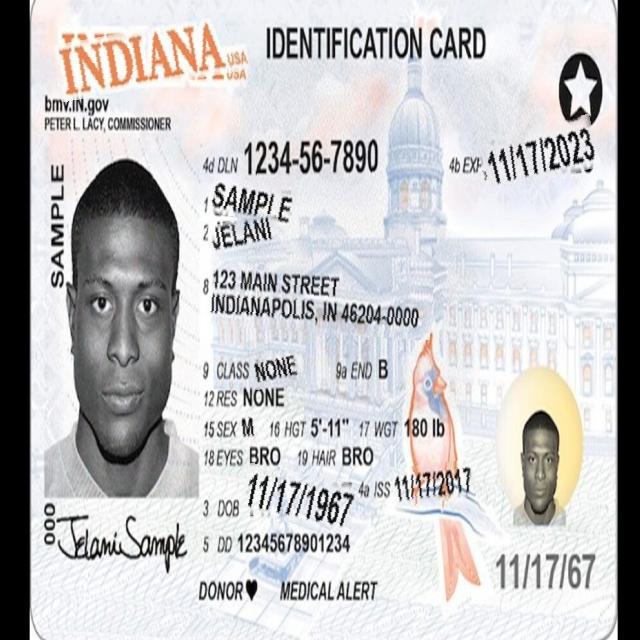 INDIANA USA
USA
IDENTIFICATION CARD
bmv.IN.gov
PETER L. LACY, COMMISSIONER
SAMPLE
4d DLN 1234-56-7890
4b EXP 11/17/2023
1 SAMPLE
2 JELANI
8 123 MAIN STREET
INDIANAPOLIS, IN 46204-0000
9 CLASS NONE 9a END B
12 RES NONE
15 SEX M 16 HGT 5'-11" 17 WGT 180 lb
18 EYES BRO 19 HAIR BRO
4a ISS 11/17/2017
3 DOB 11/17/1967
5 DD 12345678901234
000
Jelani Sample
DONOR♥ MEDICAL ALERT
11/17/67